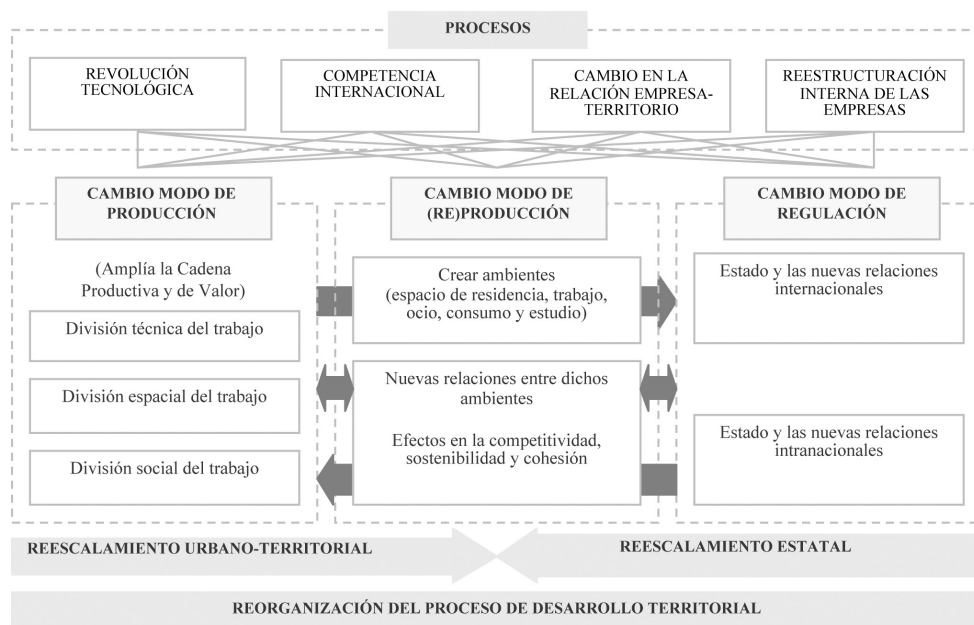 PROCESOS
REVOLUCIÓN
TECNOLÓGICA
COMPETENCIA
INTERNACIONAL
CAMBIO EN LA
RELACIÓN EMPRESA-
TERRITORIO
REESTRUCTURACIÓN
INTERNA DE LAS
EMPRESAS
CAMBIO MODO DE
PRODUCCIÓN
(Amplía la Cadena
Productiva y de Valor)
División técnica del trabajo
División espacial del trabajo
División social del trabajo
CAMBIO MODO DE
(RE)PRODUCCIÓN
Crear ambientes
(espacio de residencia, trabajo,
ocio, consumo y estudio)
Nuevas relaciones entre dichos
ambientes
Efectos en la competitividad,
sostenibilidad y cohesión
CAMBIO MODO DE
REGULACIÓN
Estado y las nuevas relaciones
internacionales
Estado y las nuevas relaciones
intranacionales
REESCALAMIENTO URBANO-TERRITORIAL
REESCALAMIENTO ESTATAL
REORGANIZACIÓN DEL PROCESO DE DESARROLLO TERRITORIAL